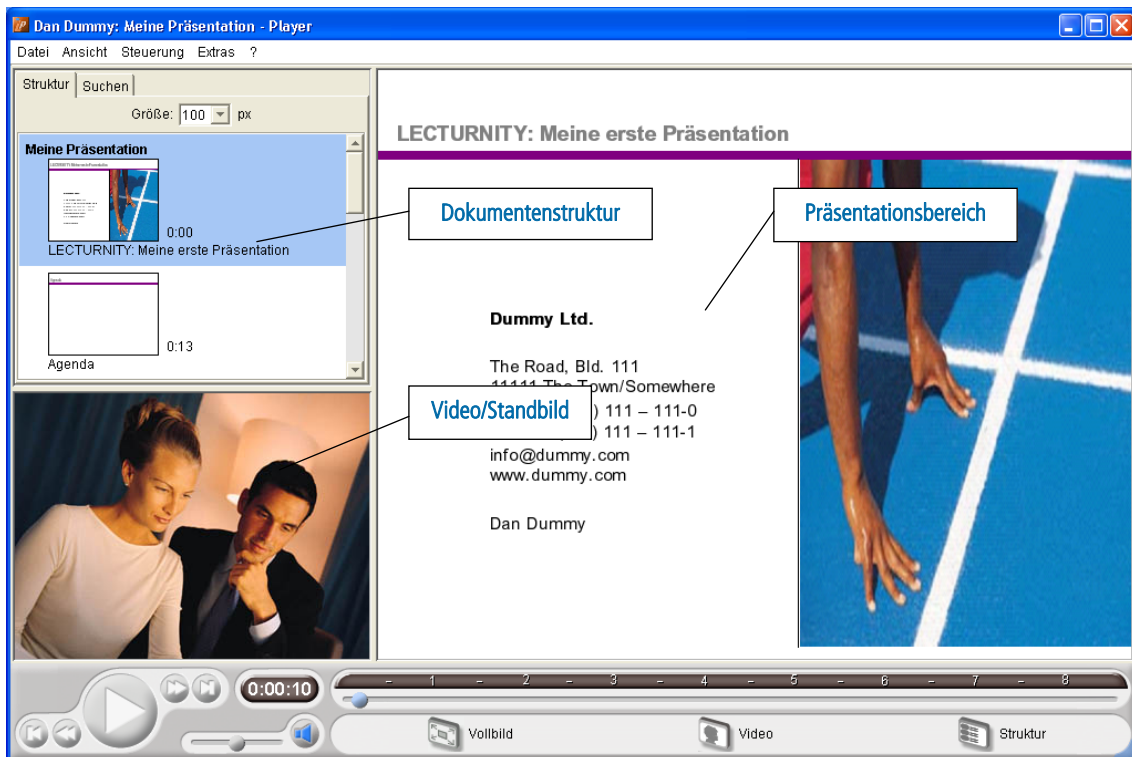 Dan Dummy: Meine Präsentation - Player
Datei Ansicht Steuerung Extras ?
Struktur Suchen
Größe: 100 px
Meine Präsentation
0:00
LECTURNITY: Meine erste Präsentation
Agenda
0:13
Agenda
LECTURNITY: Meine erste Präsentation
Dokumentenstruktur
Präsentationsbereich
Dummy Ltd.
The Road, Bld. 111
11111 The Town/Somewhere
Video/Standbild
) 111 – 111-0
) 111 – 111-1
info@dummy.com
www.dummy.com
Dan Dummy
0:00:10
– 1 – 2 – 3 – 4 – 5 – 6 – 7 – 8
Vollbild Video Struktur